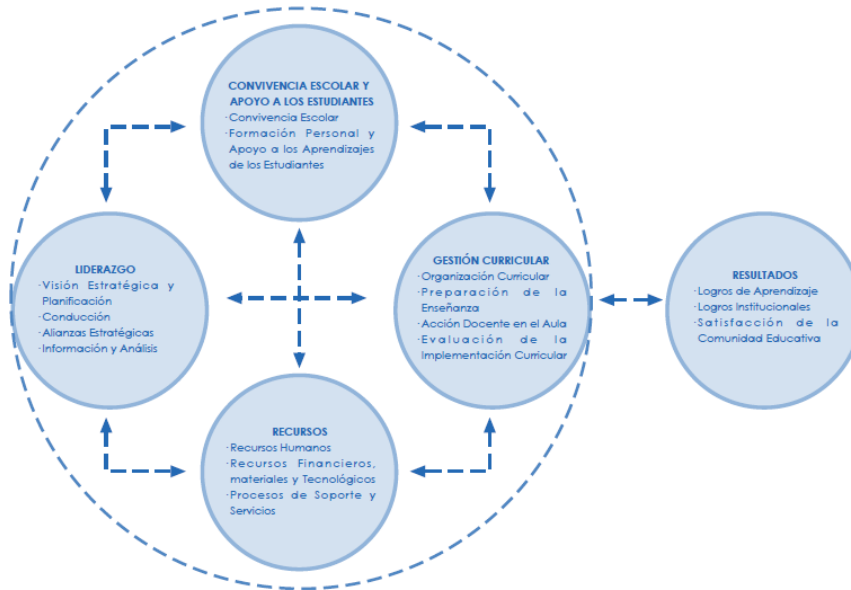 CONVIVENCIA ESCOLAR Y
APOYO A LOS ESTUDIANTES
·Convivencia Escolar
·Formación Personal y
Apoyo a los Aprendizajes
de los Estudiantes
LIDERAZGO
·Visión Estratégica y
Planificación
·Conducción
·Alianzas Estratégicas
·Información y Análisis
GESTIÓN CURRICULAR
·Organización Curricular
·Preparación de la
Enseñanza
·Acción Docente en el Aula
·Evaluación de la
Implementación Curricular
RESULTADOS
·Logros de Aprendizaje
·Logros Institucionales
·Satisfacción de la
Comunidad Educativa
RECURSOS
·Recursos Humanos
·Recursos Financieros,
materiales y Tecnológicos
·Procesos de Soporte y
Servicios